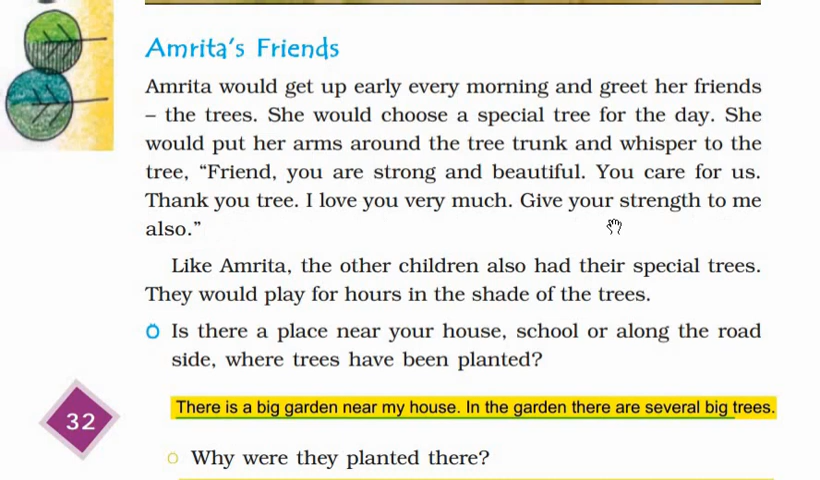 Amrita's Friends
Amrita would get up early every morning and greet her friends
– the trees. She would choose a special tree for the day. She
would put her arms around the tree trunk and whisper to the
tree, “Friend, you are strong and beautiful. You care for us.
Thank you tree. I love you very much. Give your strength to me
also.”
Like Amrita, the other children also had their special trees.
They would play for hours in the shade of the trees.
Is there a place near your house, school or along the road
side, where trees have been planted?
There is a big garden near my house. In the garden there are several big trees.
32
Why were they planted there?